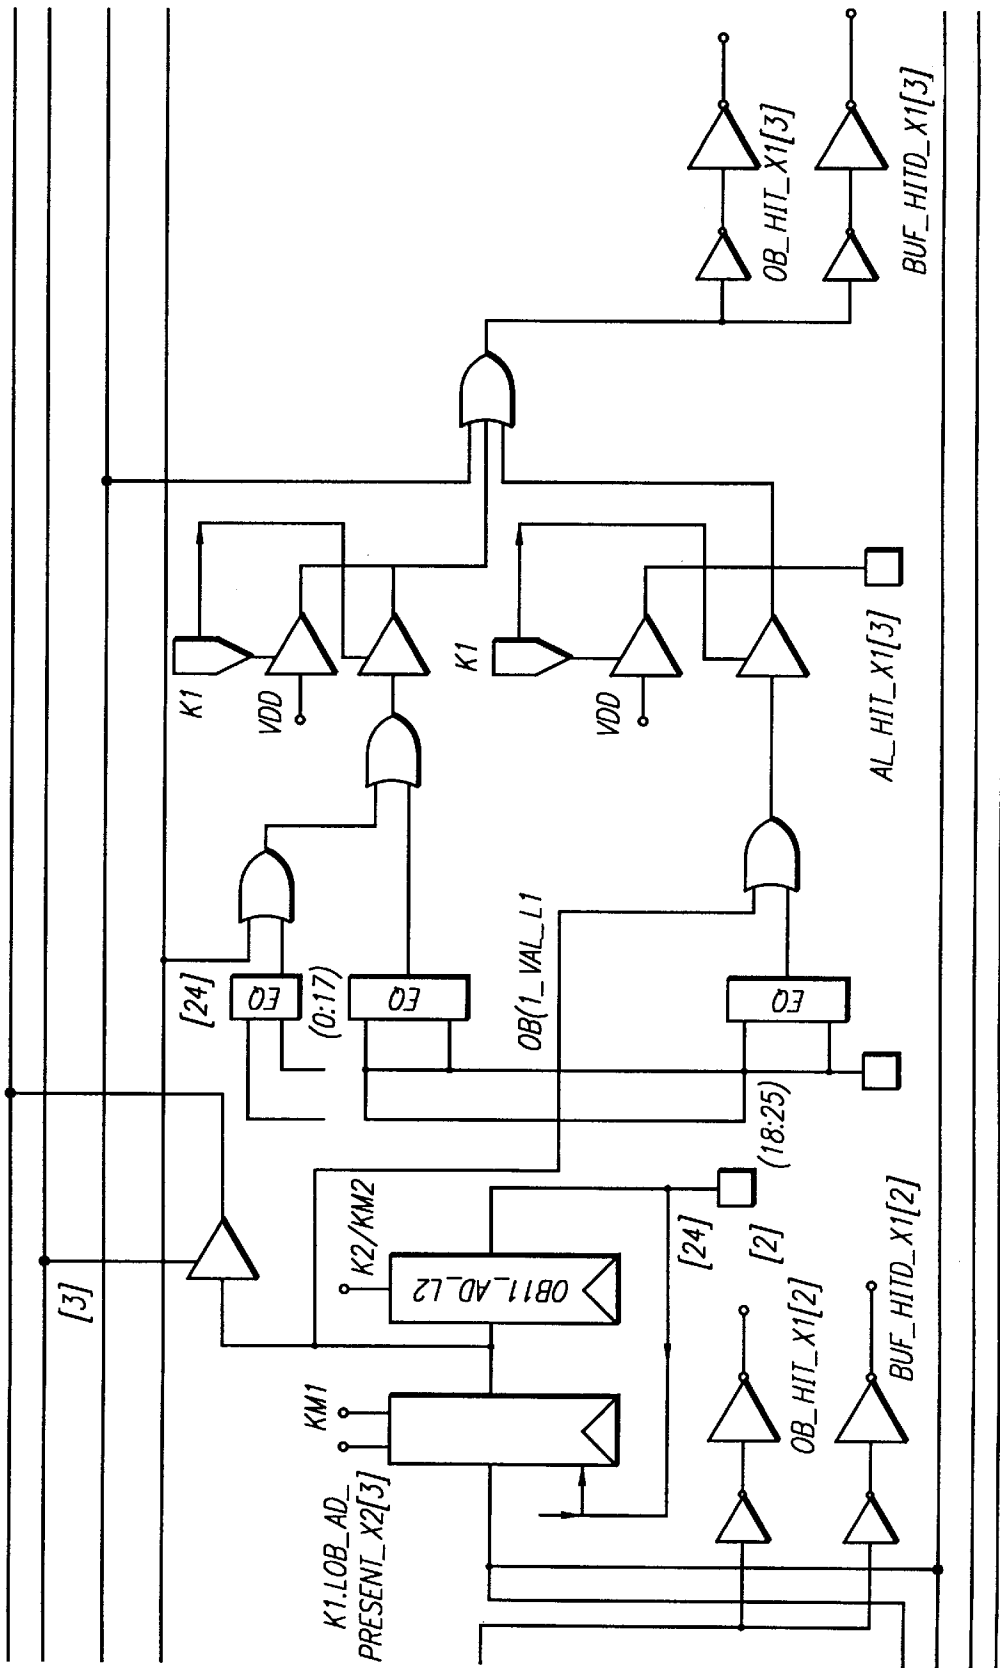 OB_HIT_X1[3]
BUF_HITD_X1[3]
K1
VDD
K1
VDD
AL_HIT_X1[3]
[24]
EQ
(0:17)
EQ
OB(1_VAL_L1
EQ
(18:25)
[3]
K2/KM2
OB11_AD_L2
[24]
[2]
KM1
OB_HIT_X1[2]
BUF_HITD_X1[2]
K1.LOB_AD_
PRESENT_X2[3]